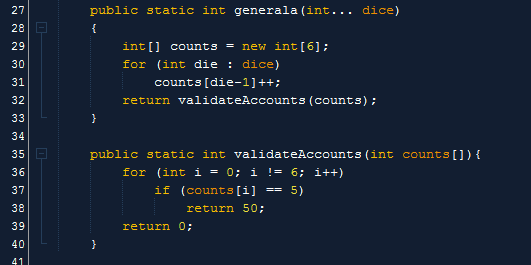 27 public static int generala(int... dice)
28 {
29 int[] counts = new int[6];
30 for (int die : dice)
31 counts[die-1]++;
32 return validateAccounts(counts);
33 }
34
35 public static int validateAccounts(int counts[]){
36 for (int i = 0; i != 6; i++)
37 if (counts[i] == 5)
38 return 50;
39 return 0;
40 }
41